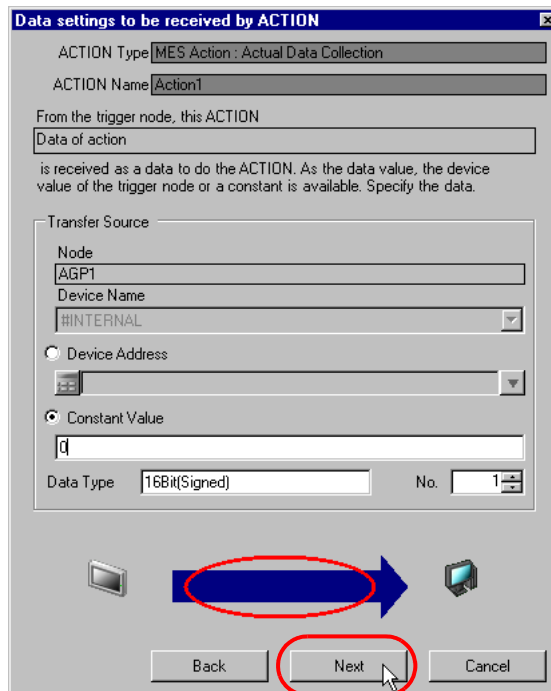 Data settings to be received by ACTION
ACTION Type MES Action : Actual Data Collection
ACTION Name Action1
From the trigger node, this ACTION
Data of action
is received as a data to do the ACTION. As the data value, the device
value of the trigger node or a constant is available. Specify the data.
Transfer Source
Node
AGP1
Device Name
#INTERNAL
Device Address
Constant Value
0
Data Type 16Bit(Signed) No. 1
Back Next Cancel